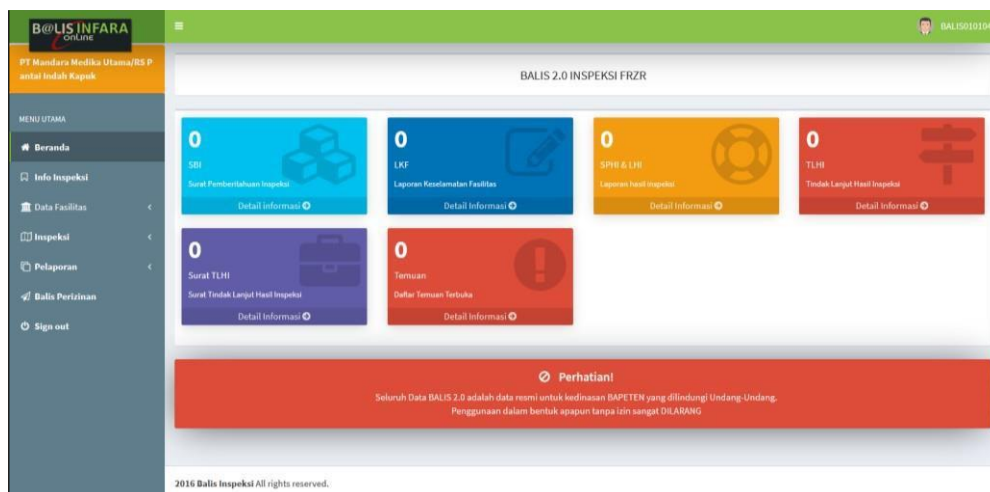 B@LIS INFARA
OnLine
BALIS010104
PT Mandara Medika Utama/RS P
antai Indah Kapuk
BALIS 2.0 INSPEKSI FRZR
MENU UTAMA
Beranda
Info Inspeksi
Data Fasilitas
Inspeksi
Pelaporan
Balis Perizinan
Sign out
0
SBI
Surat Pemberitahuan Inspeksi
Detail informasi
0
LKF
Laporan Keselamatan Fasilitas
Detail Informasi
0
SPHI & LHI
Laporan hasil inspeksi
Detail Informasi
0
TLHI
Tindak Lanjut Hasil Inspeksi
Detail Informasi
0
Surat TLHI
Surat Tindak Lanjut Hasil Inspeksi
Detail Informasi
0
Temuan
Daftar Temuan Terbuka
Detail Informasi
Perhatian!
Seluruh Data BALIS 2.0 adalah data resmi untuk kedinasan BAPETEN yang dilindungi Undang-Undang.
Penggunaan dalam bentuk apapun tanpa izin sangat DILARANG
2016 Balis Inspeksi All rights reserved.